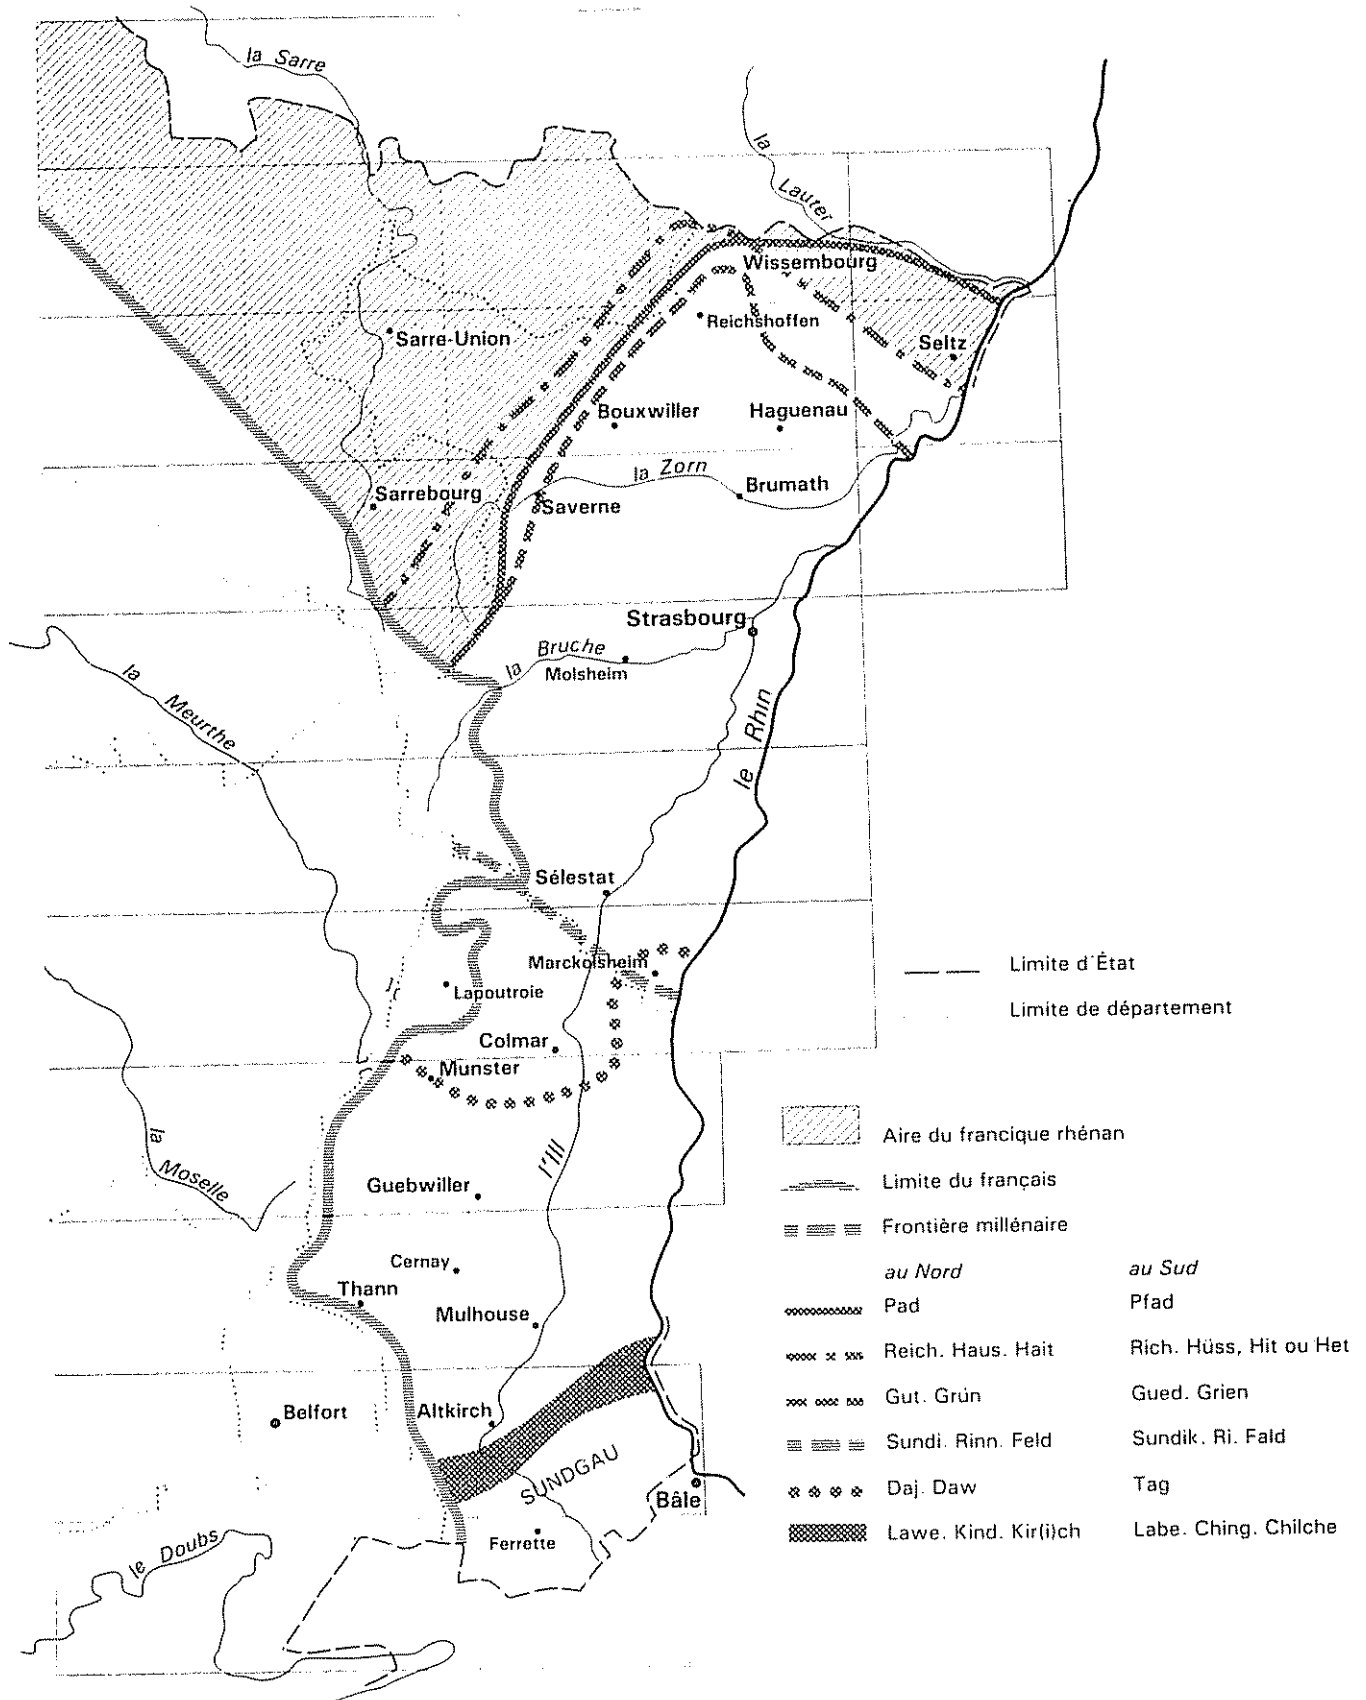 la Sarre
la
Lauter
Wissembourg
Reichshoffen
Sarre-Union
Seltz
Bouxwiller
Haguenau
la Zorn
Sarrebourg
Saverne
Brumath
Strasbourg
la Bruche
Molsheim
la
Meurthe
le Rhin
Sélestat
Marckolsheim
Lapoutroie
Colmar
Munster
la
Moselle
l'Ill
Guebwiller
Cernay
Thann
Mulhouse
Belfort
Altkirch
SUNDGAU
Bâle
Ferrette
le Doubs
Limite d'État
Limite de département
Aire du francique rhénan
Limite du français
Frontière millénaire
au Nord au Sud
Pad Pfad
Reich. Haus. Hait Rich. Hüss, Hit ou Het
Gut. Grün Gued. Grien
Sundi. Rinn. Feld Sundik. Ri. Fald
Daj. Daw Tag
Lawe. Kind. Kir(i)ch Labe. Ching. Chilche